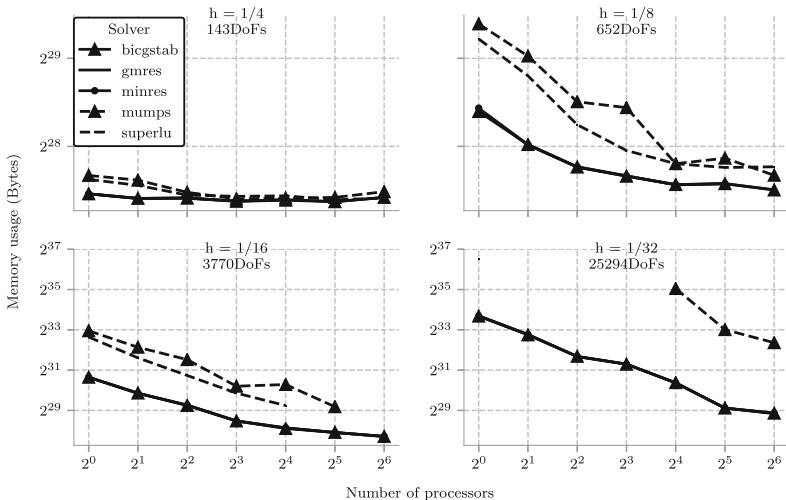 h = 1/4
143DoFs
h = 1/8
652DoFs
Solver
bicgstab
gmres
minres
mumps
superlu
2^29
2^28
Memory usage (Bytes)
h = 1/16
3770DoFs
h = 1/32
25294DoFs
2^37
2^35
2^33
2^31
2^29
2^37
2^35
2^33
2^31
2^29
2^0 2^1 2^2 2^3 2^4 2^5 2^6
2^0 2^1 2^2 2^3 2^4 2^5 2^6
Number of processors